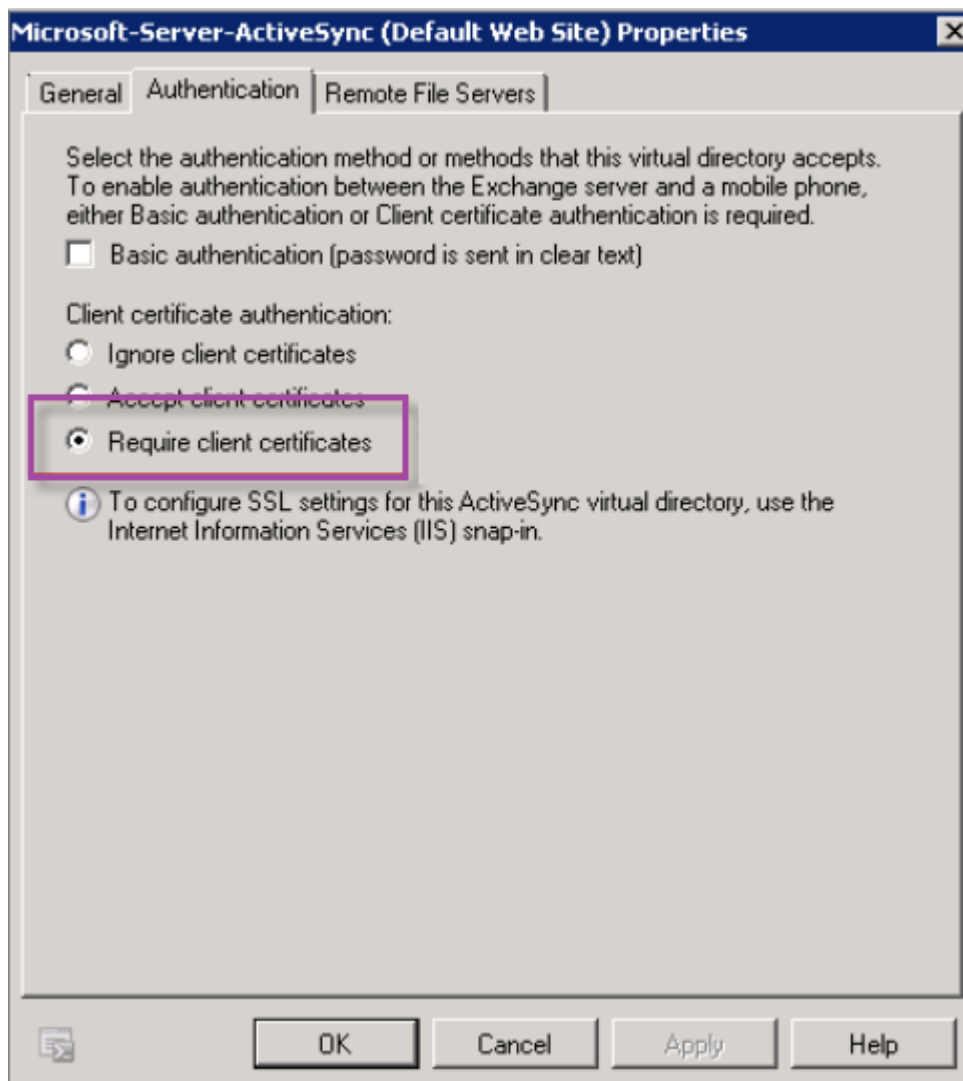 Microsoft-Server-ActiveSync (Default Web Site) Properties
General Authentication Remote File Servers
Select the authentication method or methods that this virtual directory accepts.
To enable authentication between the Exchange server and a mobile phone,
either Basic authentication or Client certificate authentication is required.
Basic authentication (password is sent in clear text)
Client certificate authentication:
Ignore client certificates
Accept client certificates
Require client certificates
To configure SSL settings for this ActiveSync virtual directory, use the
Internet Information Services (IIS) snap-in.
OK Cancel Apply Help